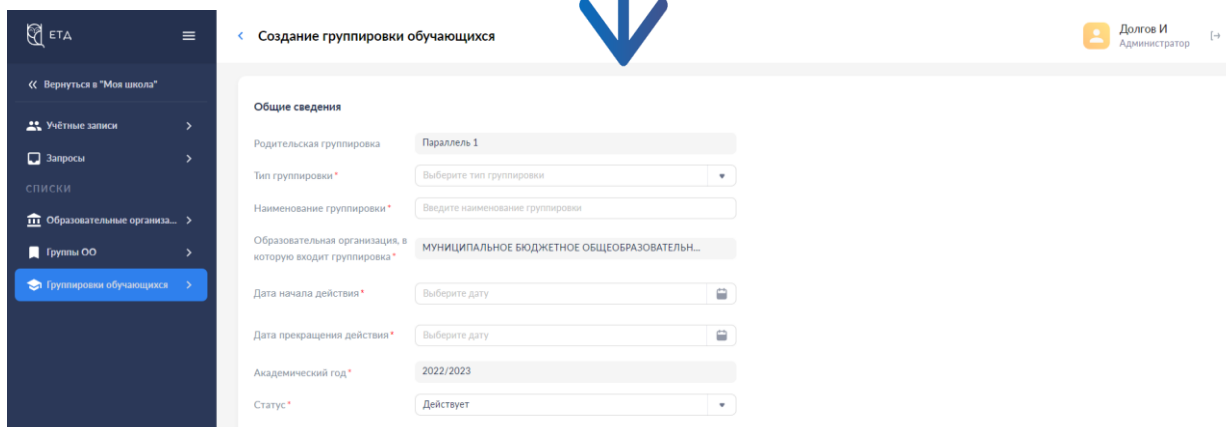 ЕТД
Создание группировки обучающихся
Долгов И
Администратор
Вернуться в "Моя школа"
Учётные записи
Запросы
СПИСКИ
Образовательные организа...
Группы ОО
Группировки обучающихся
Общие сведения
Родительская группировка
Параллель 1
Тип группировки *
Выберите тип группировки
Наименование группировки *
Введите наименование группировки
Образовательная организация, в
которую входит группировка *
МУНИЦИПАЛЬНОЕ БЮДЖЕТНОЕ ОБЩЕОБРАЗОВАТЕЛЬН...
Дата начала действия *
Выберите дату
Дата прекращения действия *
Выберите дату
Академический год *
2022/2023
Статус *
Действует